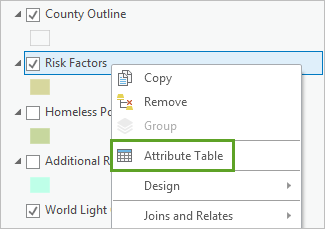 County Outline
Risk Factors
Copy
Remove
Homeless Po
Group
Attribute Table
Additional R
Design
World Light
Joins and Relates